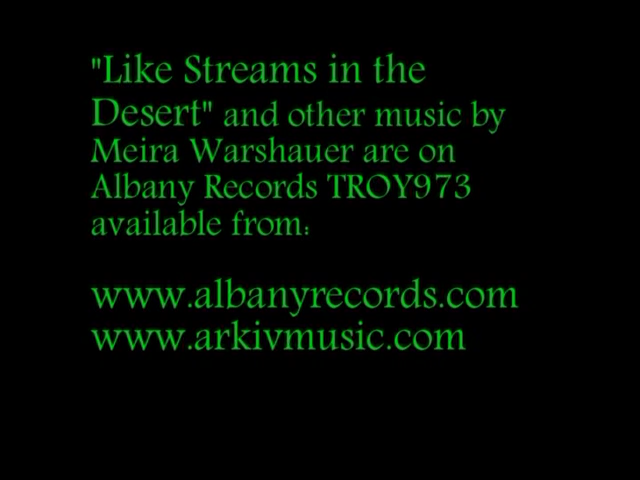 "Like Streams in the
Desert" and other music by
Meira Warshauer are on
Albany Records TROY973
available from:
www.albanyrecords.com
www.arkivmusic.com